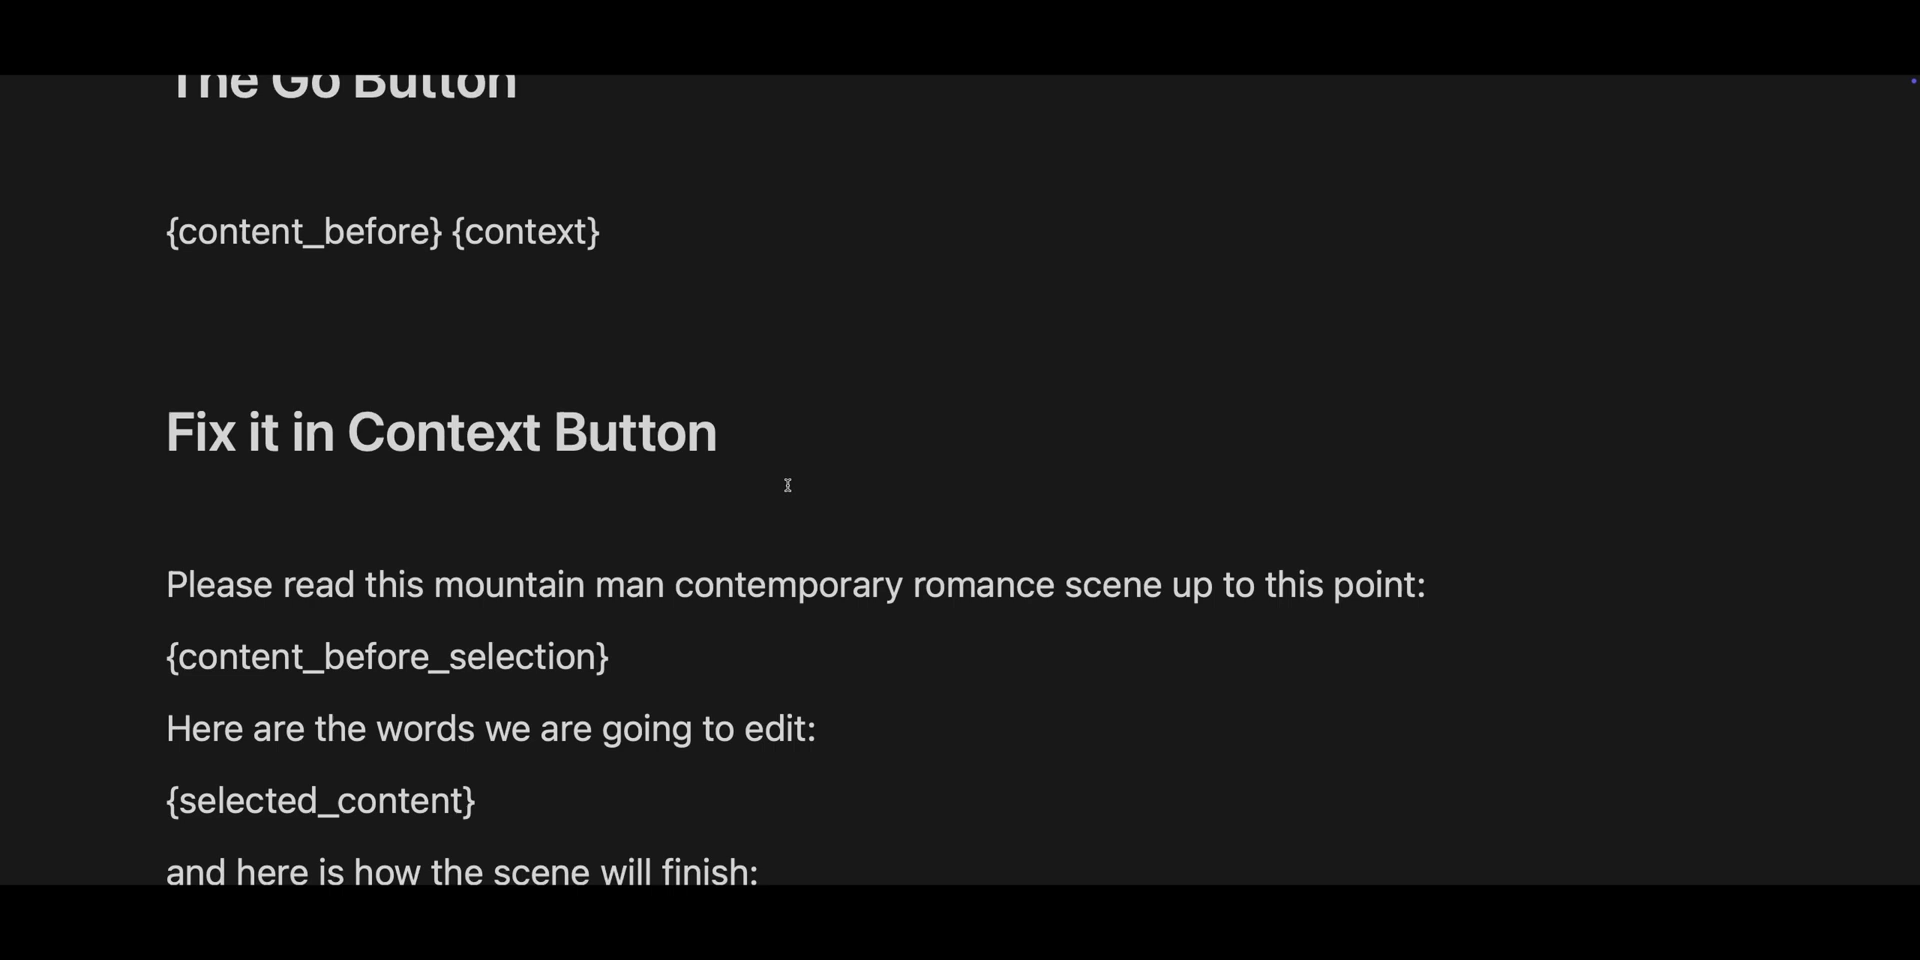 The Go Button
{content_before} {context}
Fix it in Context Button
Please read this mountain man contemporary romance scene up to this point:
{content_before_selection}
Here are the words we are going to edit:
{selected_content}
and here is how the scene will finish: